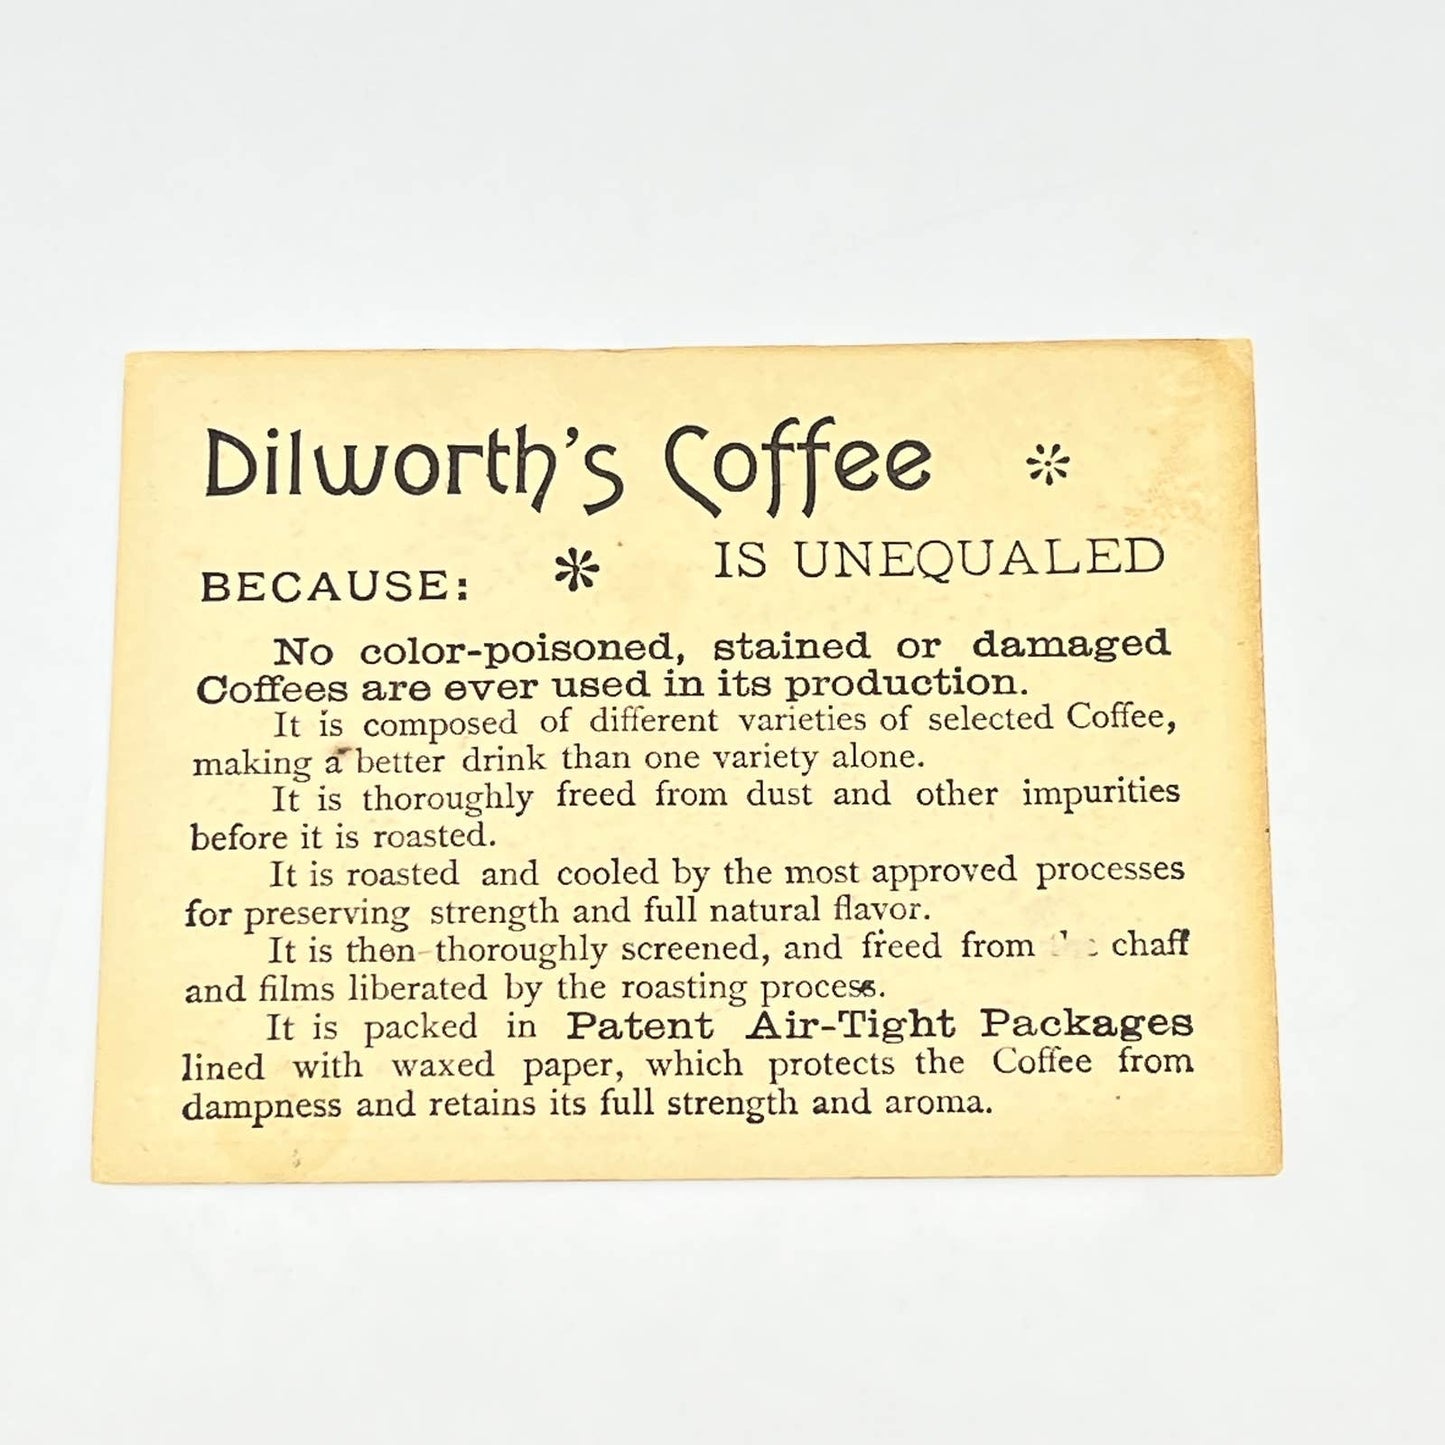 Dilworth's Coffee
IS UNEQUALED
BECAUSE:
No color-poisoned, stained or damaged
Coffees are ever used in its production.
It is composed of different varieties of selected Coffee,
making a better drink than one variety alone.
It is thoroughly freed from dust and other impurities
before it is roasted.
It is roasted and cooled by the most approved processes
for preserving strength and full natural flavor.
It is then thoroughly screened, and freed from chaff
and films liberated by the roasting process.
It is packed in Patent Air-Tight Packages
lined with waxed paper, which protects the Coffee from
dampness and retains its full strength and aroma.